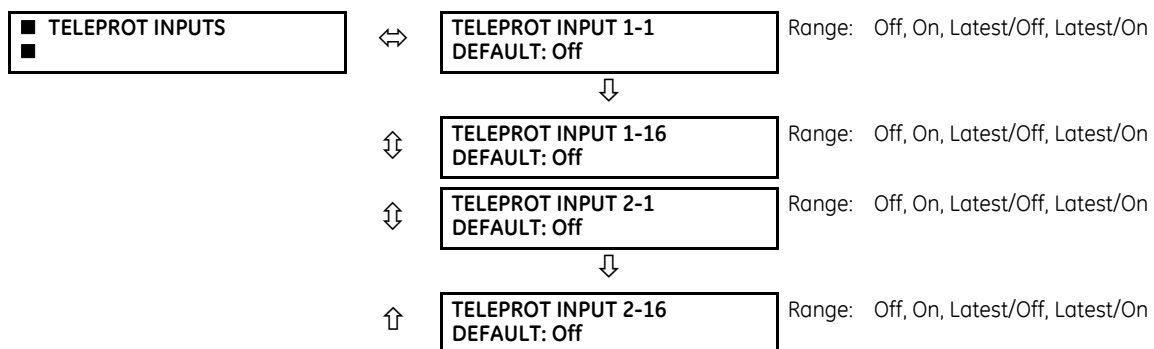 ■ TELEPROT INPUTS
■
⬄ TELEPROT INPUT 1-1
DEFAULT: Off
Range: Off, On, Latest/Off, Latest/On
⇩
⇳ TELEPROT INPUT 1-16
DEFAULT: Off
Range: Off, On, Latest/Off, Latest/On
⇳ TELEPROT INPUT 2-1
DEFAULT: Off
Range: Off, On, Latest/Off, Latest/On
⇩
⇧ TELEPROT INPUT 2-16
DEFAULT: Off
Range: Off, On, Latest/Off, Latest/On